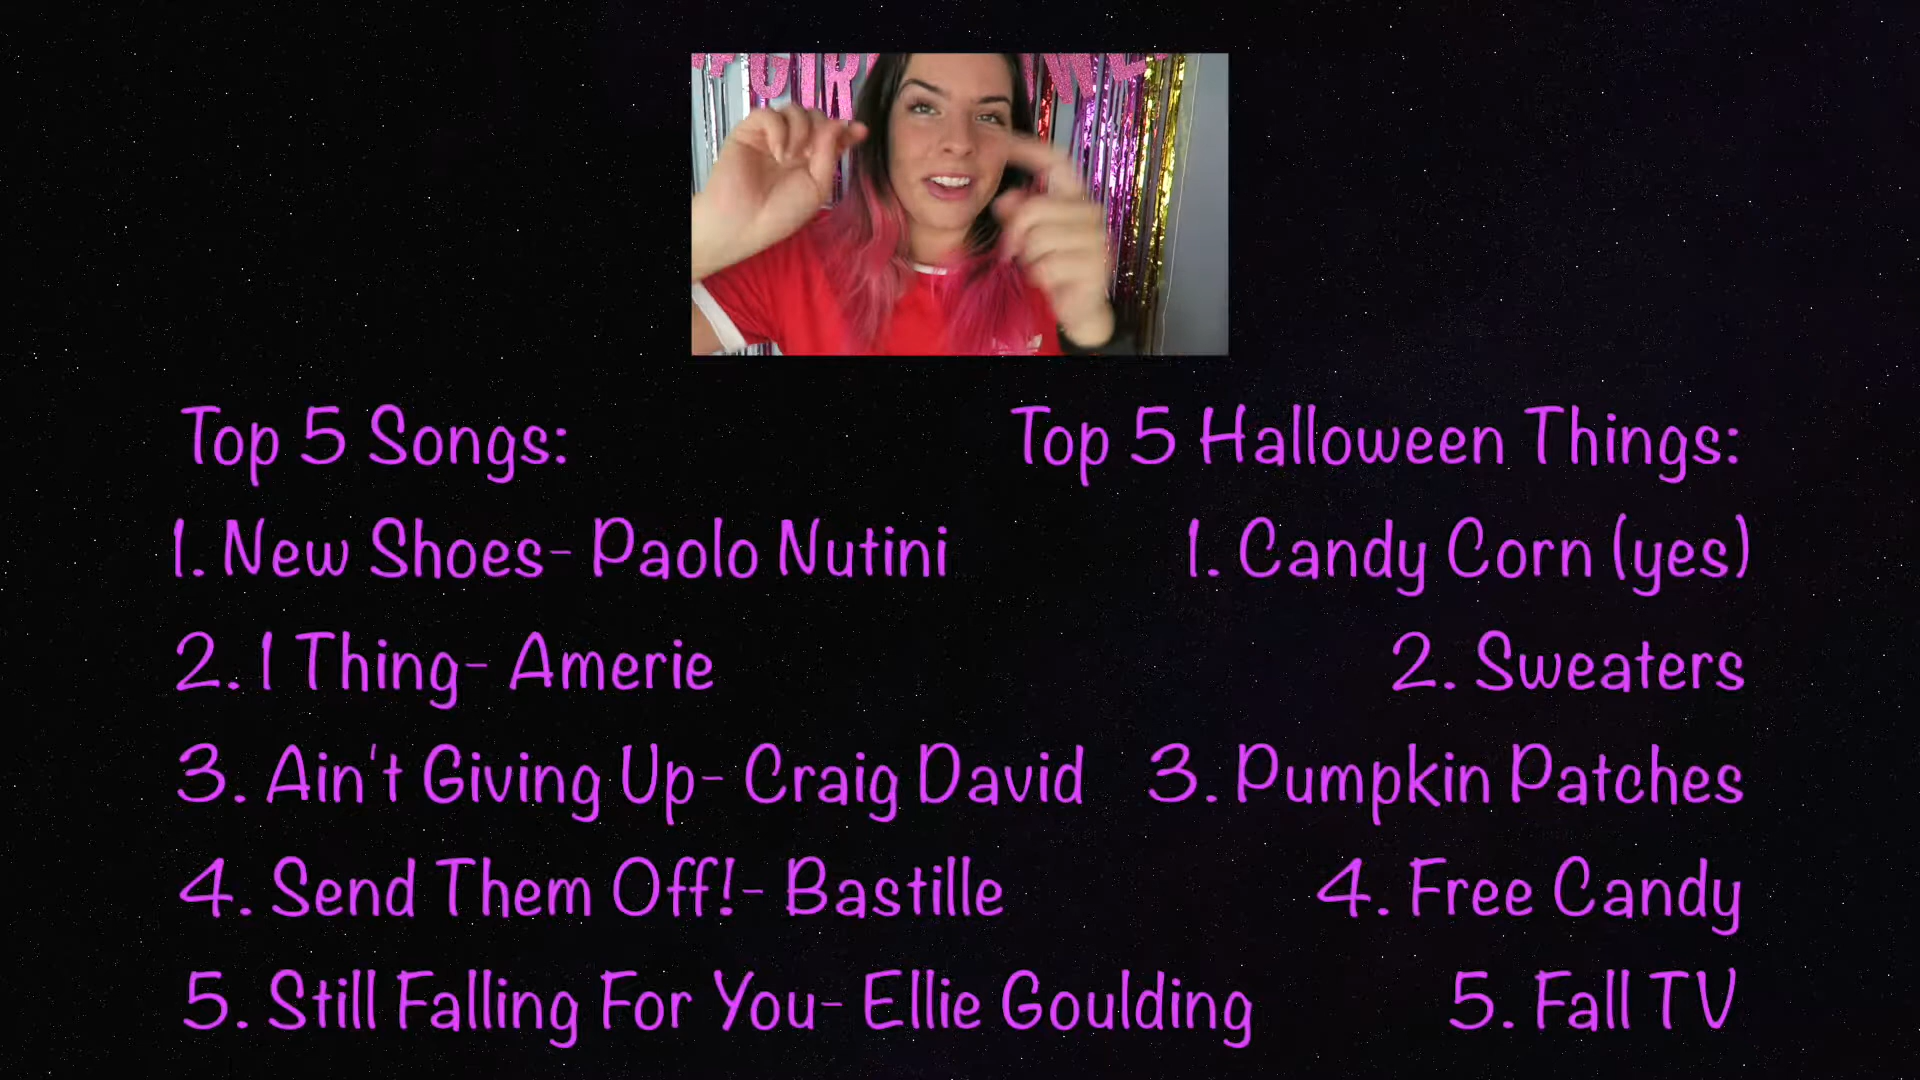 Top 5 Songs:
1. New Shoes- Paolo Nutini
2. 1 Thing- Amerie
3. Ain't Giving Up- Craig David
4. Send Them Off!- Bastille
5. Still Falling For You- Ellie Goulding
Top 5 Halloween Things:
1. Candy Corn (yes)
2. Sweaters
3. Pumpkin Patches
4. Free Candy
5. Fall TV